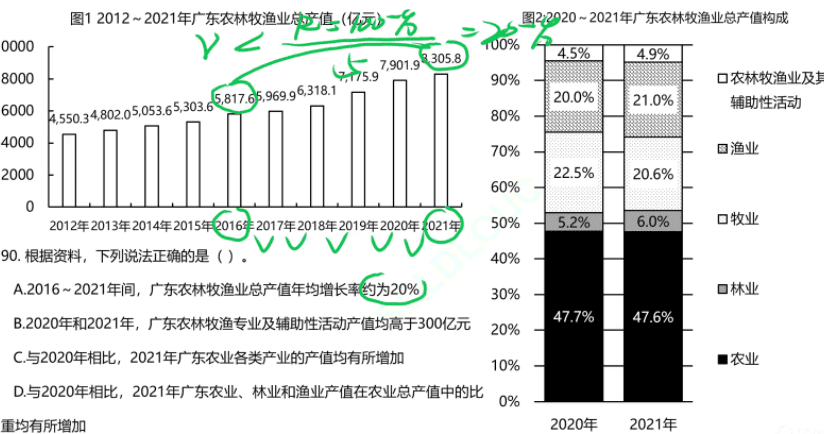 图1 2012～2021年广东农林牧渔业总产值（亿元）
0000
8000
6000
4000
2000
0
4,550.3 4,802.0 5,053.6 5,303.6 5,817.6 5,969.9 6,318.1 7,175.9 7,901.9 8,305.8
2012年 2013年 2014年 2015年 2016年 2017年 2018年 2019年 2020年 2021年
图2 2020～2021年广东农林牧渔业总产值构成
100%
90%
80%
70%
60%
50%
40%
30%
20%
10%
0%
4.5% 4.9%
20.0% 21.0%
22.5% 20.6%
5.2% 6.0%
47.7% 47.6%
2020年 2021年
农林牧渔业及其
辅助性活动
渔业
牧业
林业
农业
90. 根据资料，下列说法正确的是（ ）。
A.2016～2021年间，广东农林牧渔业总产值年均增长率约为20%
B.2020年和2021年，广东农林牧渔专业及辅助性活动产值均高于300亿元
C.与2020年相比，2021年广东农业各类产业的产值均有所增加
D.与2020年相比，2021年广东农业、林业和渔业产值在农业总产值中的比
重均有所增加